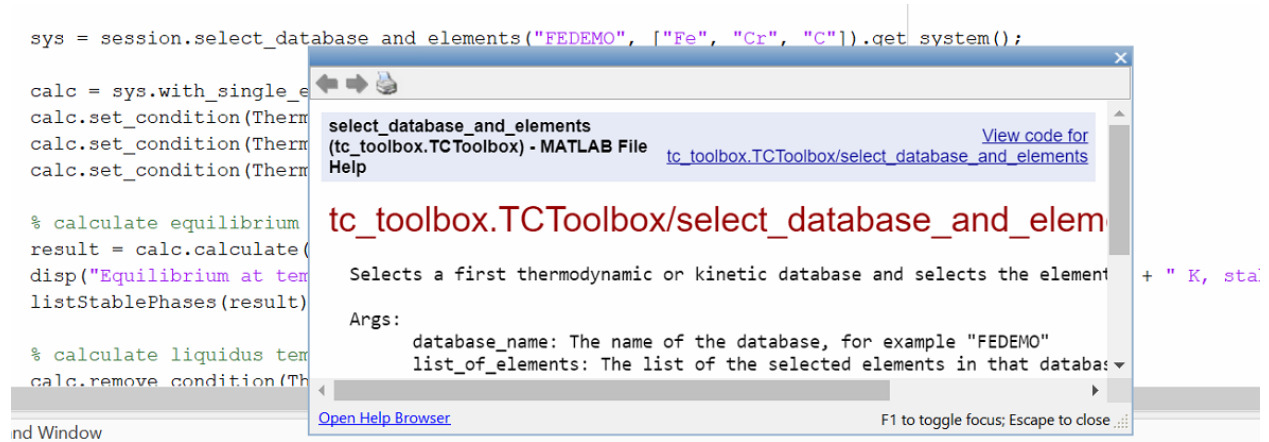 sys = session.select_database_and_elements("FEDEMO", ["Fe", "Cr", "C"]).get_system();
calc = sys.with_single_e
calc.set_condition(Therm
calc.set_condition(Therm
calc.set_condition(Therm
% calculate equilibrium
result = calc.calculate(
disp("Equilibrium at tem
+ " K, sta
listStablePhases(result)
% calculate liquidus tem
calc.remove_condition(Th
nd Window
select_database_and_elements
(tc_toolbox.TCToolbox) - MATLAB File
Help
View code for
tc_toolbox.TCToolbox/select_database_and_elements
tc_toolbox.TCToolbox/select_database_and_elem
Selects a first thermodynamic or kinetic database and selects the element
Args:
database_name: The name of the database, for example "FEDEMO"
list_of_elements: The list of the selected elements in that databas
Open Help Browser
F1 to toggle focus; Escape to close